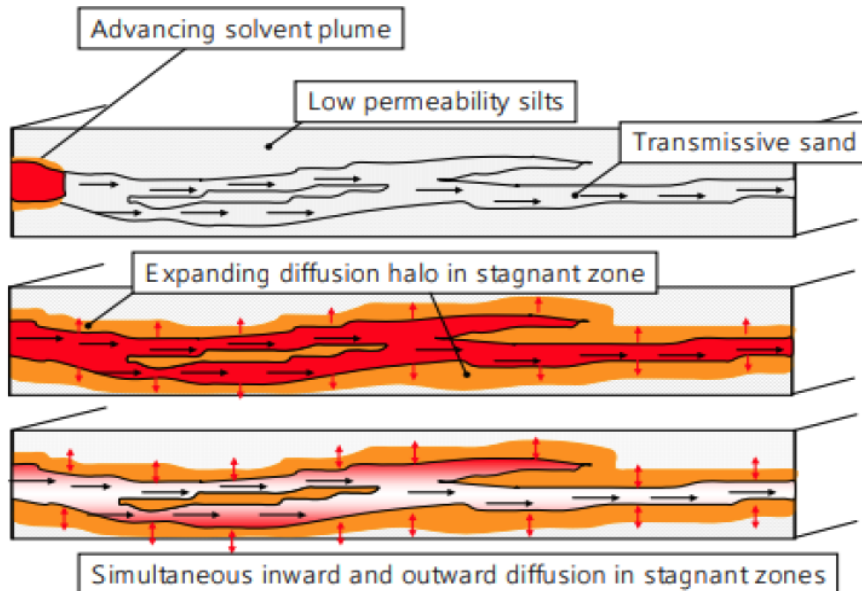 Advancing solvent plume
Low permeability silts
Transmissive sand
Expanding diffusion halo in stagnant zone
Simultaneous inward and outward diffusion in stagnant zones